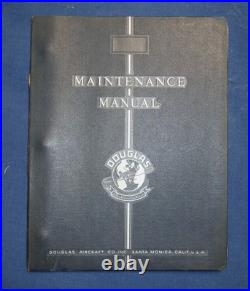 MAINTENANCE
MANUAL
DOUGLAS
DOUGLAS AIRCRAFT CO. INC. SANTA MONICA, CALIF., U.S.A.